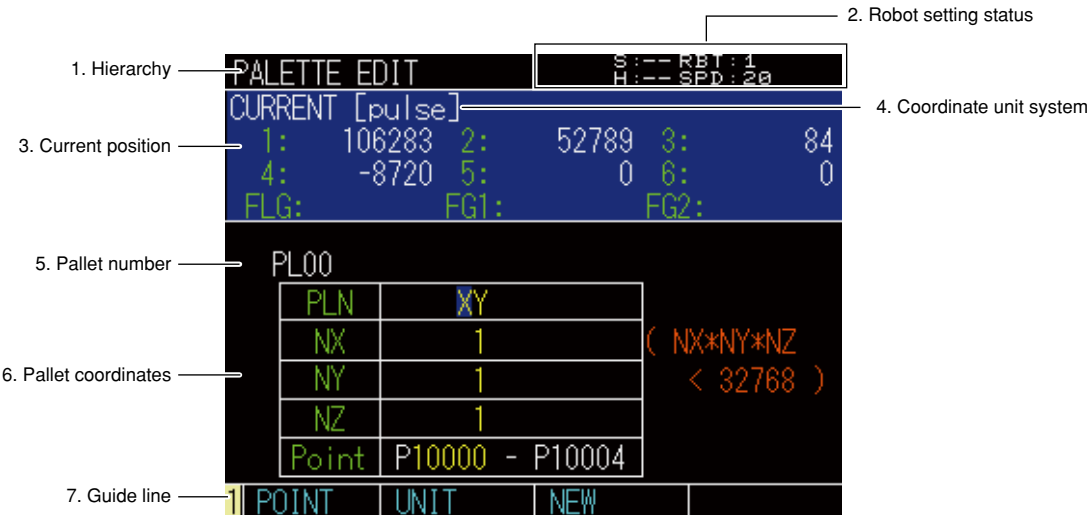 2. Robot setting status
1. Hierarchy
PALETTE EDIT
S:-- RBT:1
H:-- SPD:20
CURRENT [pulse]
4. Coordinate unit system
3. Current position
1: 106283 2: 52789 3: 84
4: -8720 5: 0 6: 0
FLG: FG1: FG2:
5. Pallet number
PL00
PLN XY
NX 1 ( NX*NY*NZ
6. Pallet coordinates
NY 1 < 32768 )
NZ 1
Point P10000 - P10004
7. Guide line
1 POINT UNIT NEW